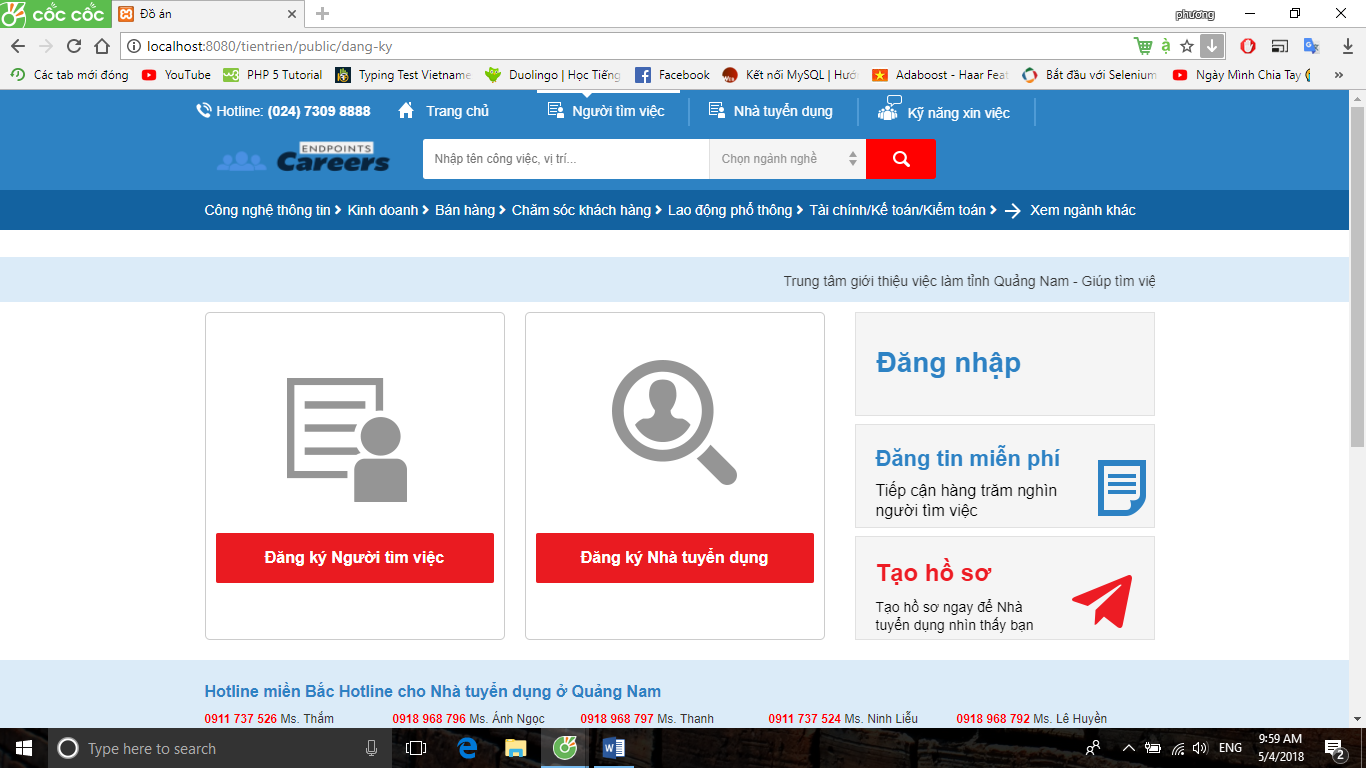 cốc cốc
Đồ án
phương
localhost:8080/tientrien/public/dang-ky
Các tab mới đóng
YouTube
PHP 5 Tutorial
Typing Test Vietname
Duolingo | Học Tiếng
Facebook
Kết nối MySQL | Hướ
Adaboost - Haar Feat
Bắt đầu với Selenium
Ngày Mình Chia Tay (
Hotline: (024) 7309 8888
Trang chủ
Người tìm việc
Nhà tuyển dụng
Kỹ năng xin việc
ENDPOINTS
Careers
Nhập tên công việc, vị trí...
Chọn ngành nghề
Công nghệ thông tin
Kinh doanh
Bán hàng
Chăm sóc khách hàng
Lao động phổ thông
Tài chính/Kế toán/Kiểm toán
Xem ngành khác
Trung tâm giới thiệu việc làm tỉnh Quảng Nam - Giúp tìm việ
Đăng ký Người tìm việc
Đăng ký Nhà tuyển dụng
Đăng nhập
Đăng tin miễn phí
Tiếp cận hàng trăm nghìn
người tìm việc
Tạo hồ sơ
Tạo hồ sơ ngay để Nhà
tuyển dụng nhìn thấy bạn
Hotline miền Bắc Hotline cho Nhà tuyển dụng ở Quảng Nam
0911 737 526 Ms. Thắm
0918 968 796 Ms. Ánh Ngọc
0918 968 797 Ms. Thanh
0911 737 524 Ms. Ninh Liễu
0918 968 792 Ms. Lê Huyền
Type here to search
ENG
9:59 AM
5/4/2018
2